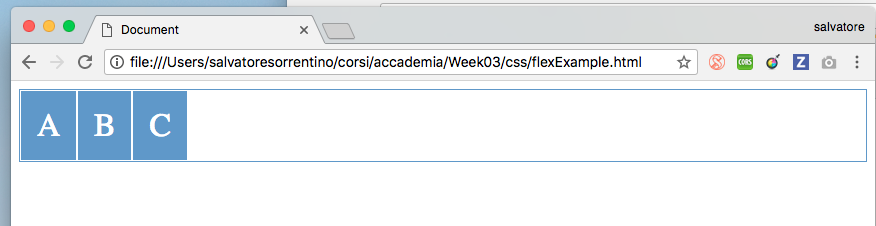 Document
salvatore
file:///Users/salvatoresorrentino/corsi/accademia/Week03/css/flexExample.html
S CORS Z
A B C